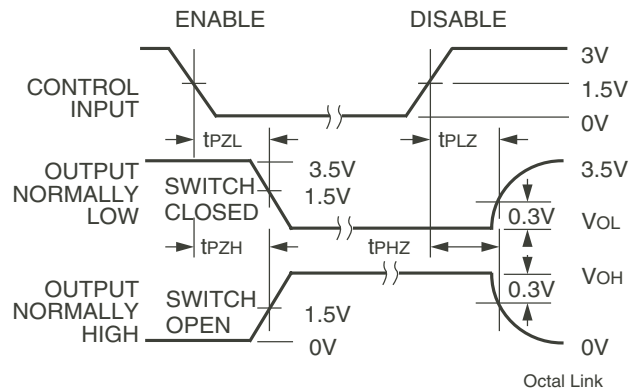 ENABLE DISABLE
3V
CONTROL INPUT 1.5V
0V
tPZL tPLZ
OUTPUT NORMALLY LOW
SWITCH CLOSED
3.5V
1.5V
3.5V
0.3V VOL
tPZH tPHZ
VOH
0.3V
OUTPUT NORMALLY HIGH
SWITCH OPEN
1.5V
0V
0V
Octal Link